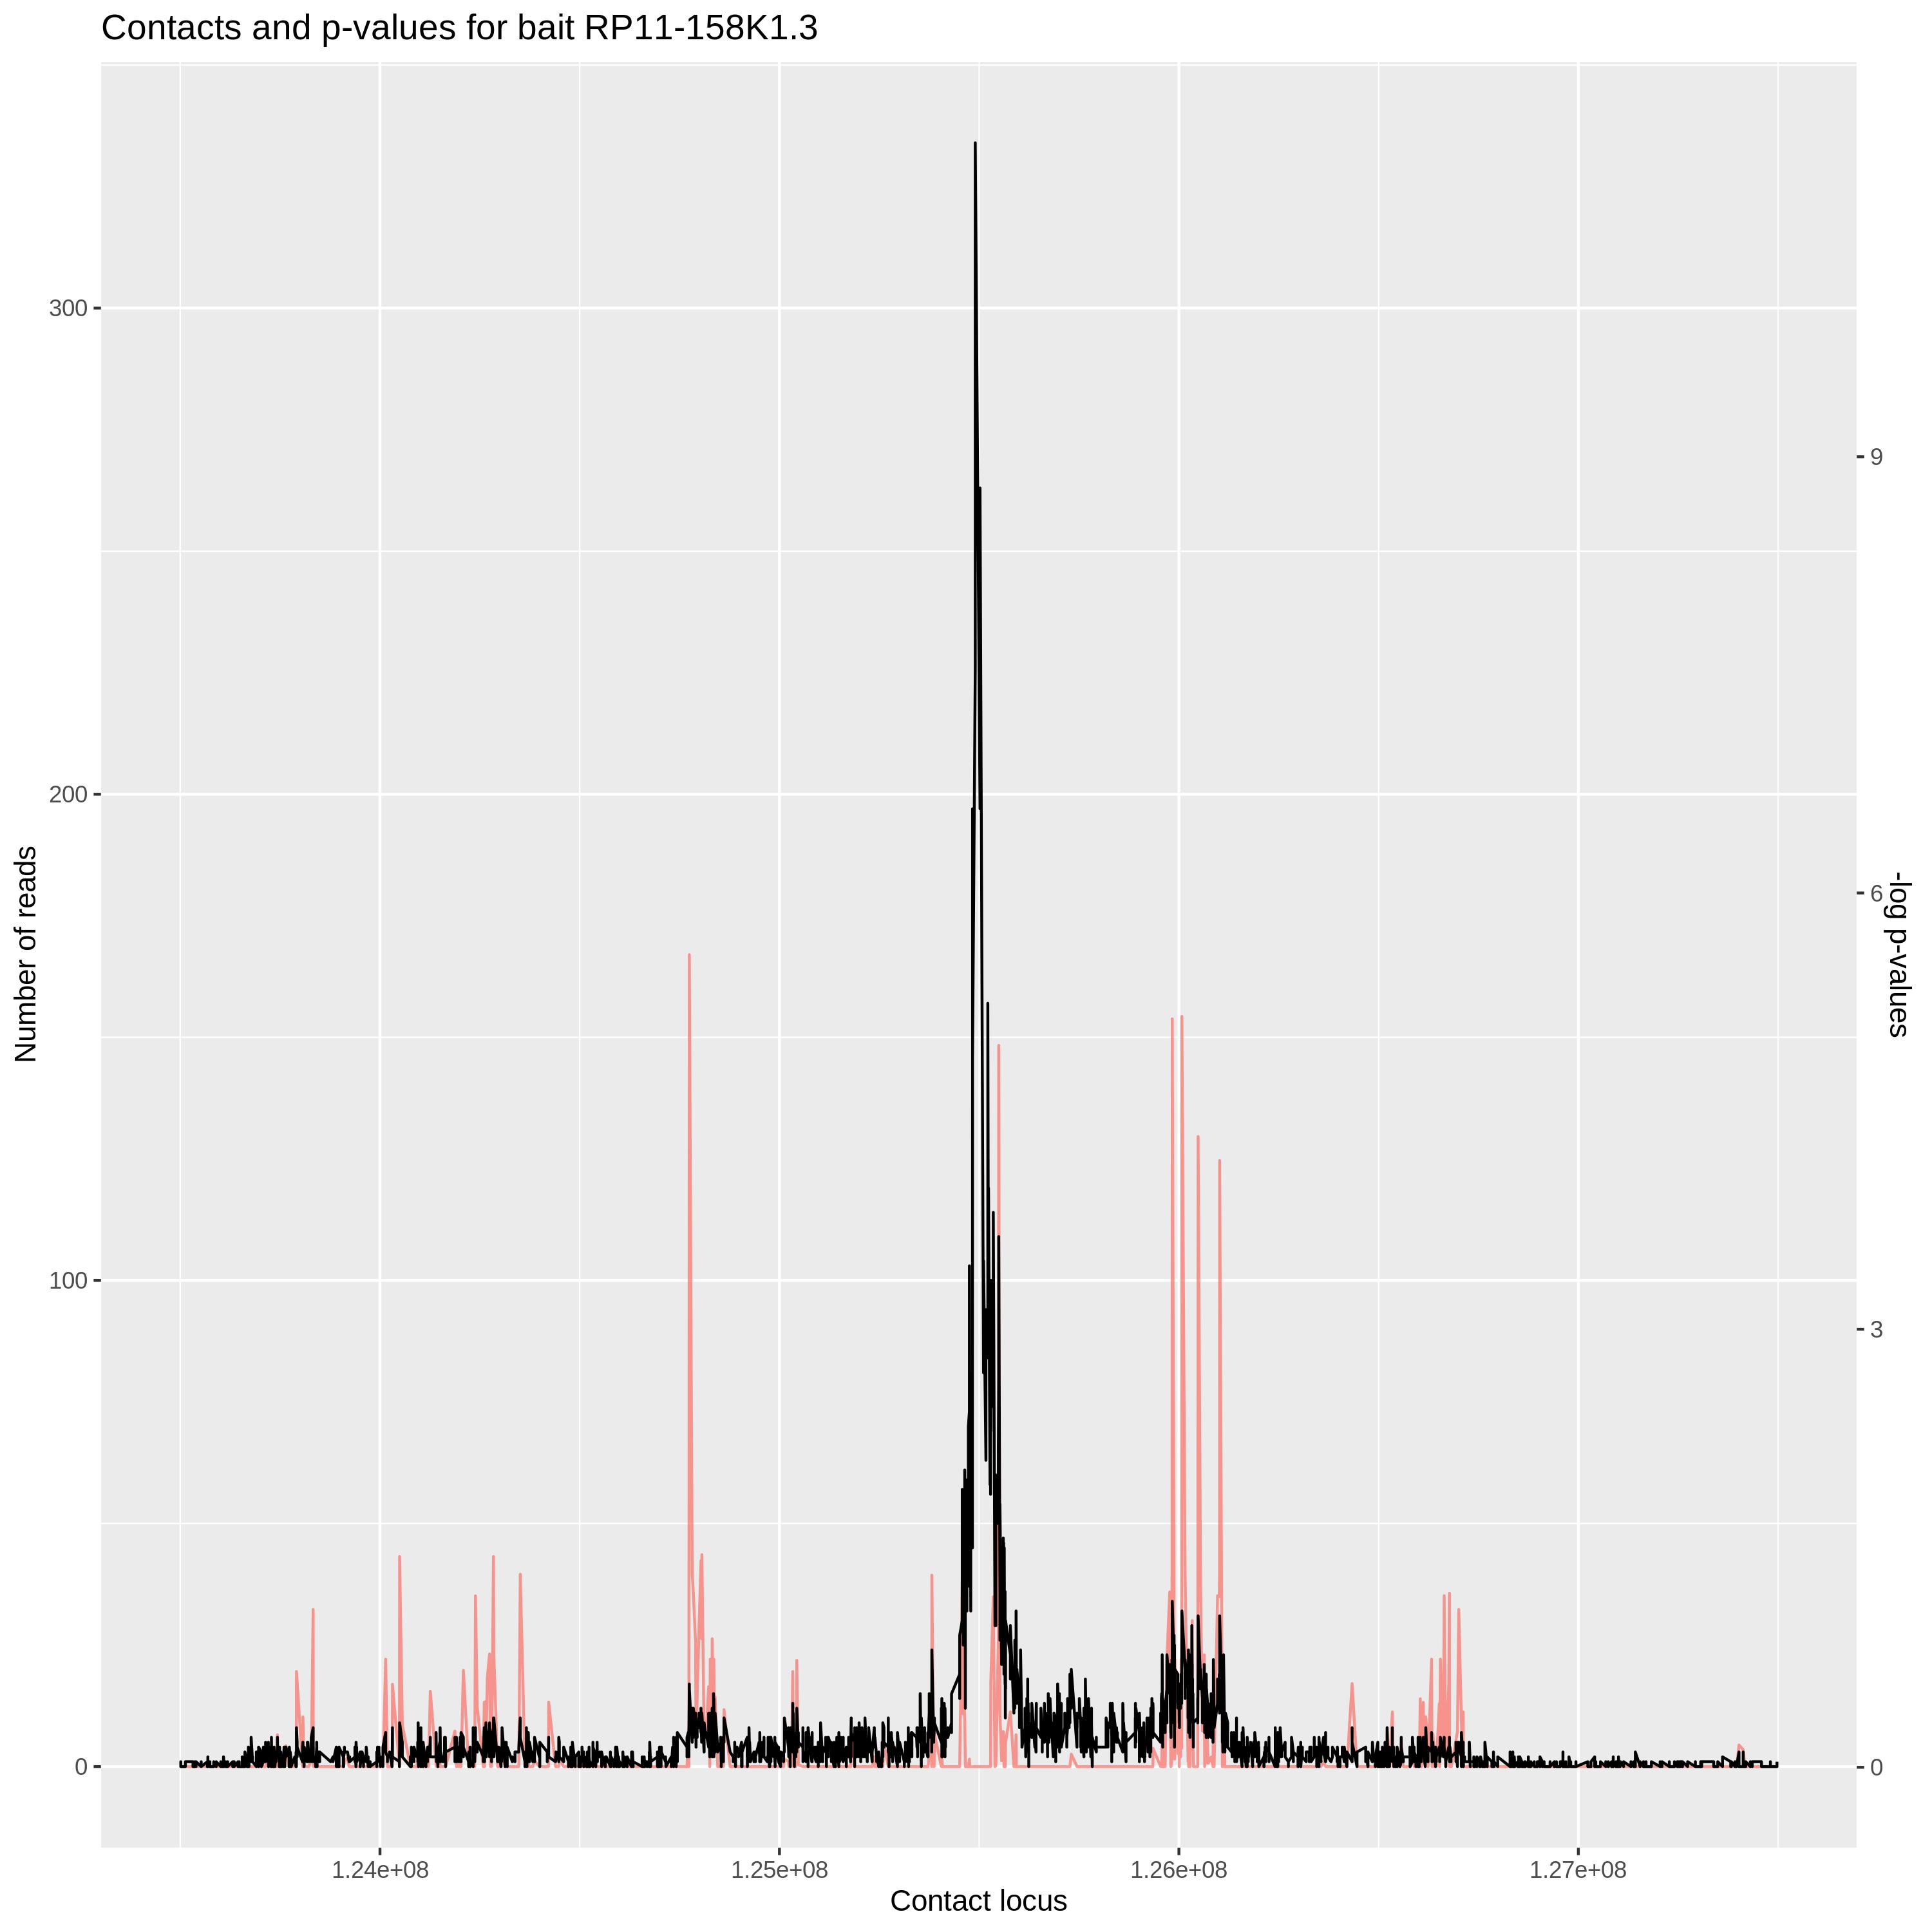 Contacts and p-values for bait RP11-158K1.3
300
200
100
0
Number of reads
9
6
3
0
-log p-values
1.24e+08
1.25e+08
1.26e+08
1.27e+08
Contact locus